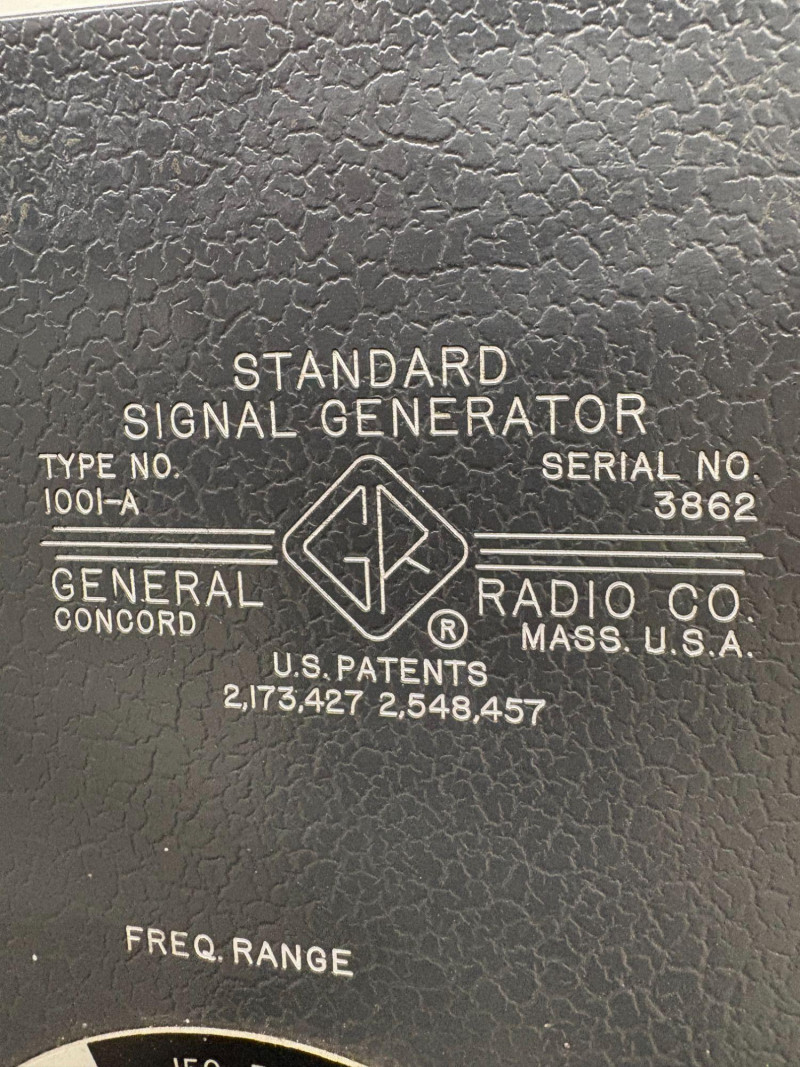 STANDARD
SIGNAL GENERATOR
TYPE NO. SERIAL NO.
1001-A 3862
GR
GENERAL RADIO CO.
CONCORD ® MASS. U.S.A.
U.S. PATENTS
2,173,427 2,548,457
FREQ. RANGE